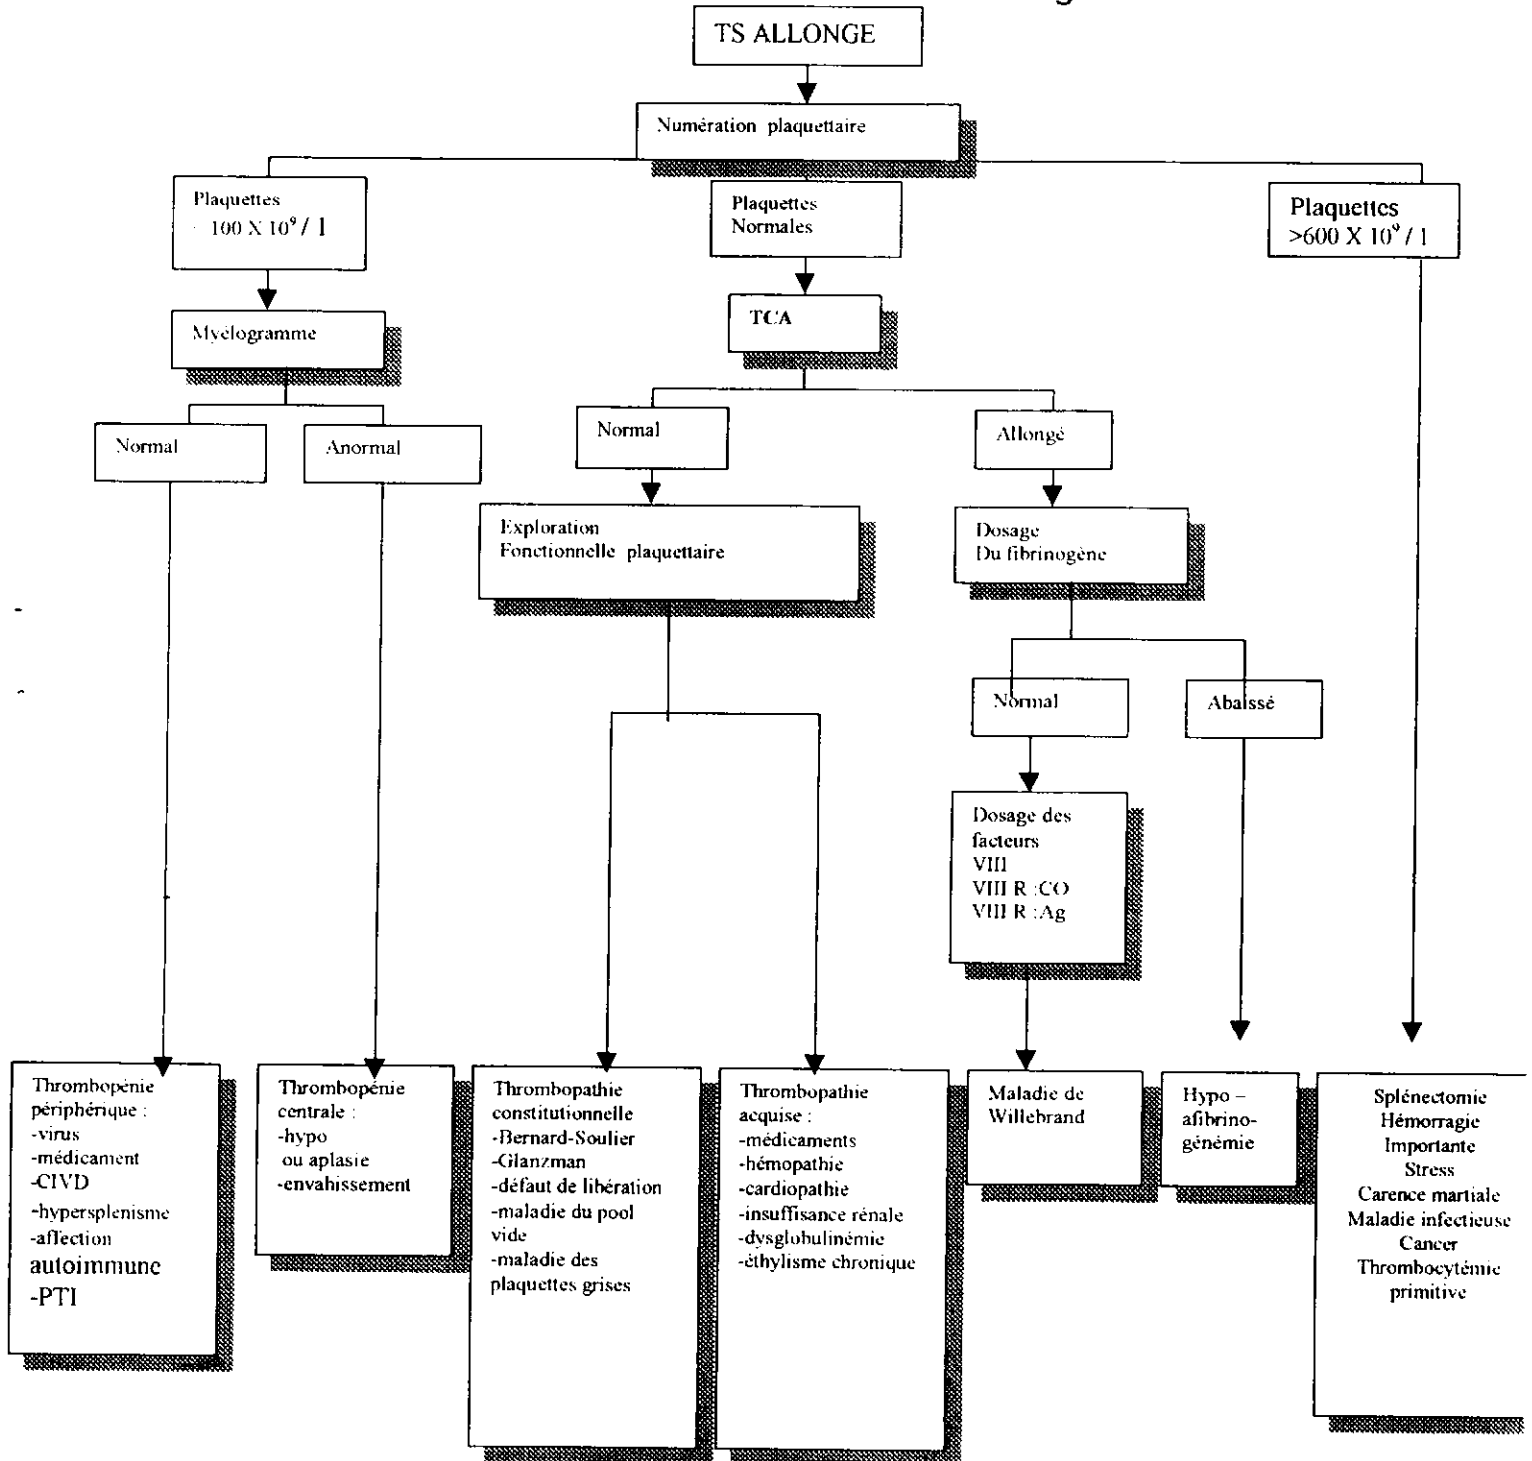 TS ALLONGE
Numération plaquettaire
Plaquettes
100 X 10⁹ / l
Plaquettes
Normales
Plaquettes
>600 X 10⁹ / l
Myélogramme
TCA
Normal
Anormal
Normal
Allongé
Exploration
Fonctionnelle plaquettaire
Dosage
Du fibrinogène
Normal
Abaissé
Dosage des
facteurs
VIII
VIII R :CO
VIII R :Ag
Thrombopénie
périphérique :
-virus
-médicament
-CIVD
-hypersplenisme
-affection
autoimmune
-PTI
Thrombopénie
centrale :
-hypo
ou aplasie
-envahissement
Thrombopathie
constitutionnelle
-Bernard-Soulier
-Glanzman
-défaut de libération
-maladie du pool
vide
-maladie des
plaquettes grises
Thrombopathie
acquise :
-médicaments
-hémopathie
-cardiopathie
-insuffisance rénale
-dysglobulinémie
-éthylisme chronique
Maladie de
Willebrand
Hypo –
afibrino-
génémie
Splénectomie
Hémorragie
Importante
Stress
Carence martiale
Maladie infectieuse
Cancer
Thrombocytémie
primitive